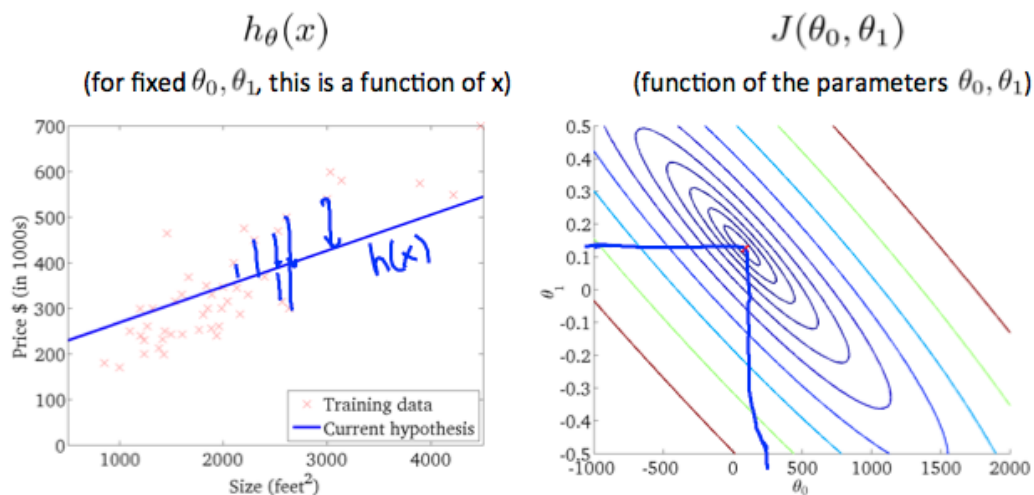 h_θ(x)
(for fixed θ₀, θ₁, this is a function of x)
700
600
500
400
300
200
100
0
Price $ (in 1000s)
1000
2000
3000
4000
Size (feet²)
h(x)
Training data
Current hypothesis
J(θ₀, θ₁)
(function of the parameters θ₀, θ₁)
0.5
0.4
0.3
0.2
0.1
0
-0.1
-0.2
-0.3
-0.4
-0.5
θ₁
-1000
-500
0
500
1000
1500
2000
θ₀